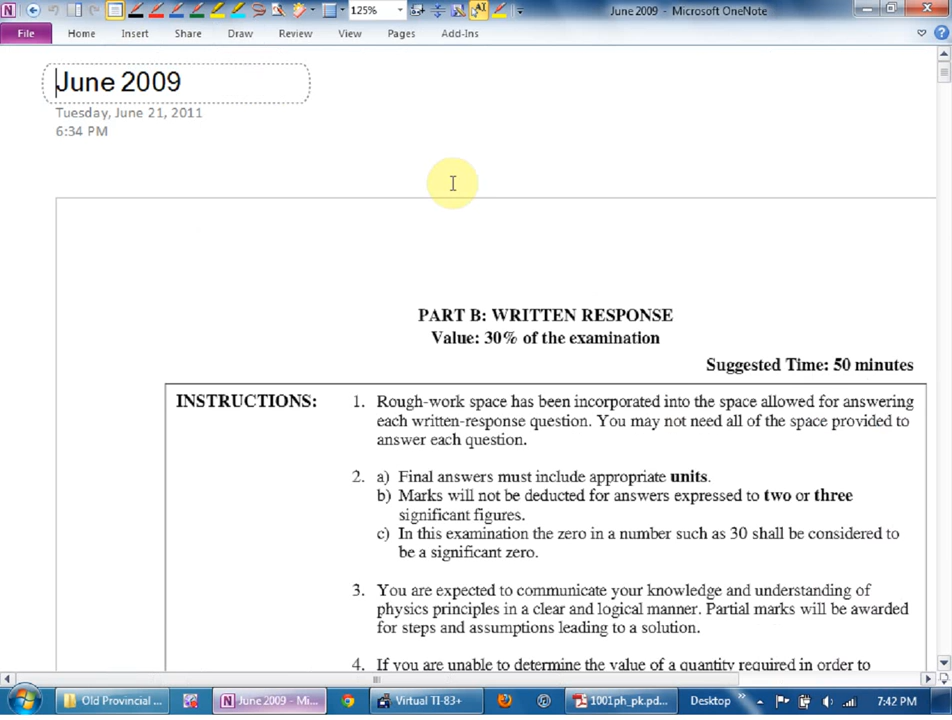 125%
June 2009 - Microsoft OneNote
File Home Insert Share Draw Review View Pages Add-Ins
June 2009
Tuesday, June 21, 2011
6:34 PM
PART B: WRITTEN RESPONSE
Value: 30% of the examination
Suggested Time: 50 minutes
INSTRUCTIONS: 1. Rough-work space has been incorporated into the space allowed for answering
each written-response question. You may not need all of the space provided to
answer each question.
2. a) Final answers must include appropriate units.
b) Marks will not be deducted for answers expressed to two or three
significant figures.
c) In this examination the zero in a number such as 30 shall be considered to
be a significant zero.
3. You are expected to communicate your knowledge and understanding of
physics principles in a clear and logical manner. Partial marks will be awarded
for steps and assumptions leading to a solution.
4. If you are unable to determine the value of a quantity required in order to
Old Provincial ... June 2009 - Mi... Virtual TI-83+ 1001ph_pk.pd... Desktop 7:42 PM